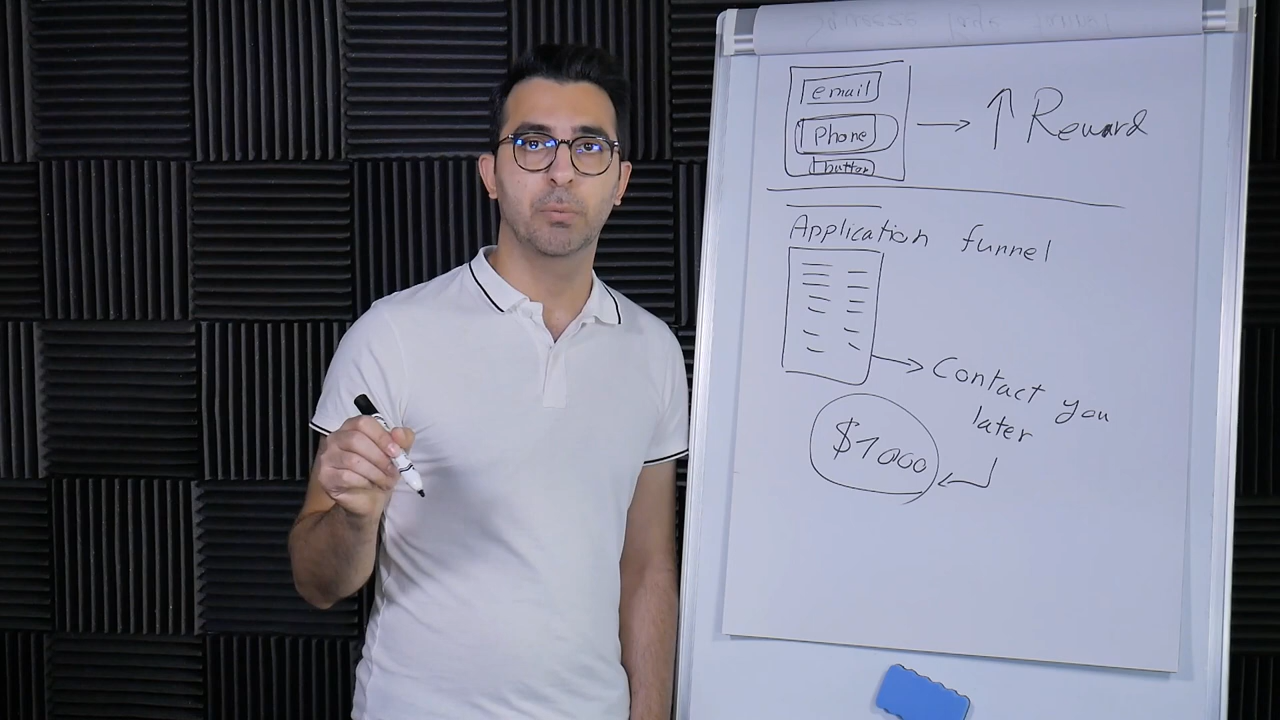 email
Phone
button
↑ Reward
Application funnel
Contact you
later
$1000